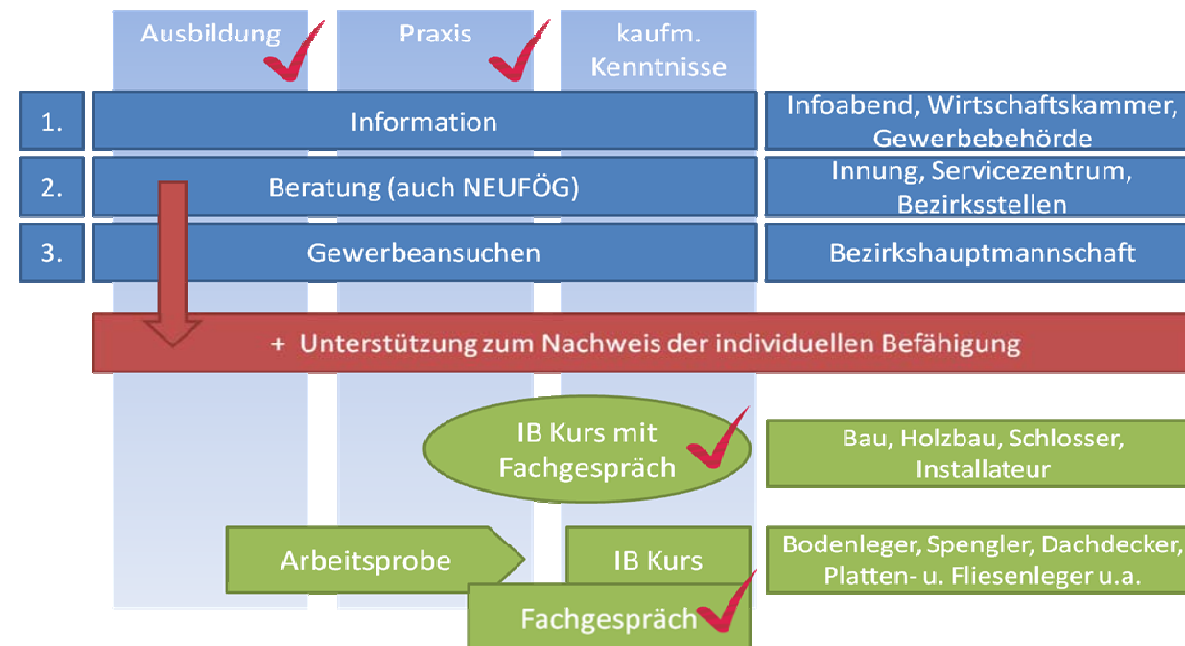 Ausbildung
Praxis
kaufm.
Kenntnisse
1.
Information
Infoabend, Wirtschaftskammer,
Gewerbebehörde
2.
Beratung (auch NEUFÖG)
Innung, Servicezentrum,
Bezirksstellen
3.
Gewerbeansuchen
Bezirkshauptmannschaft
+ Unterstützung zum Nachweis der individuellen Befähigung
IB Kurs mit
Fachgespräch
Bau, Holzbau, Schlosser,
Installateur
Arbeitsprobe
IB Kurs
Bodenleger, Spengler, Dachdecker,
Platten- u. Fliesenleger u.a.
Fachgespräch